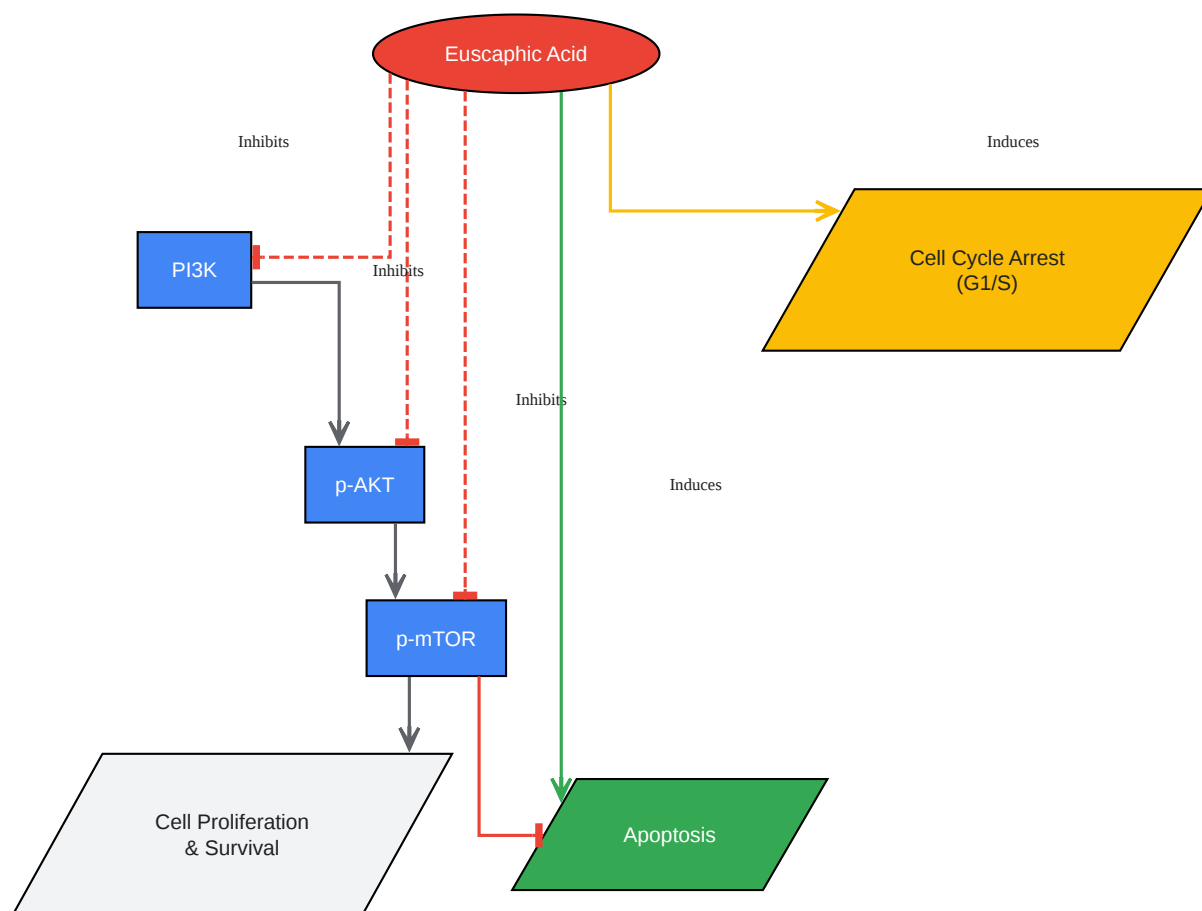 Euscaphic Acid
Inhibits
Induces
Cell Cycle Arrest
(G1/S)
PI3K
Inhibits
Inhibits
p-AKT
Induces
p-mTOR
Cell Proliferation
& Survival
Apoptosis